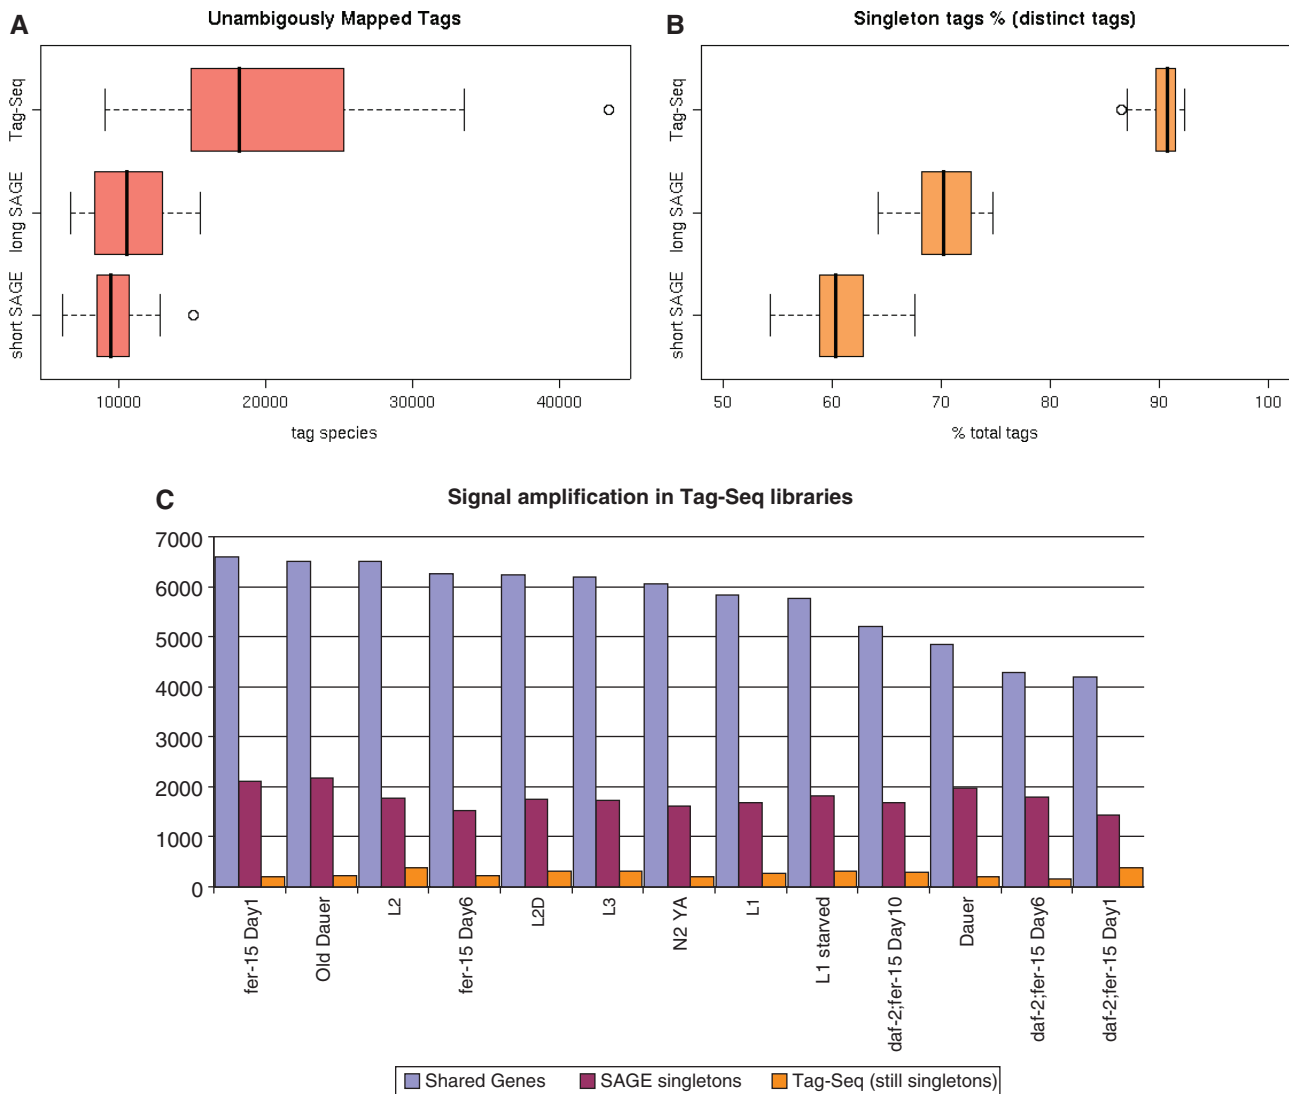 A
Unambigously Mapped Tags
Tag-Seq
long SAGE
short SAGE
10000 20000 30000 40000
tag species
B
Singleton tags % (distinct tags)
Tag-Seq
long SAGE
short SAGE
50 60 70 80 90 100
% total tags
C
Signal amplification in Tag-Seq libraries
7000
6000
5000
4000
3000
2000
1000
0
fer-15 Day1
Old Dauer
L2
fer-15 Day6
L2D
L3
N2 YA
L1
L1 starved
daf-2;fer-15 Day10
Dauer
daf-2;fer-15 Day6
daf-2;fer-15 Day1
Shared Genes SAGE singletons Tag-Seq (still singletons)